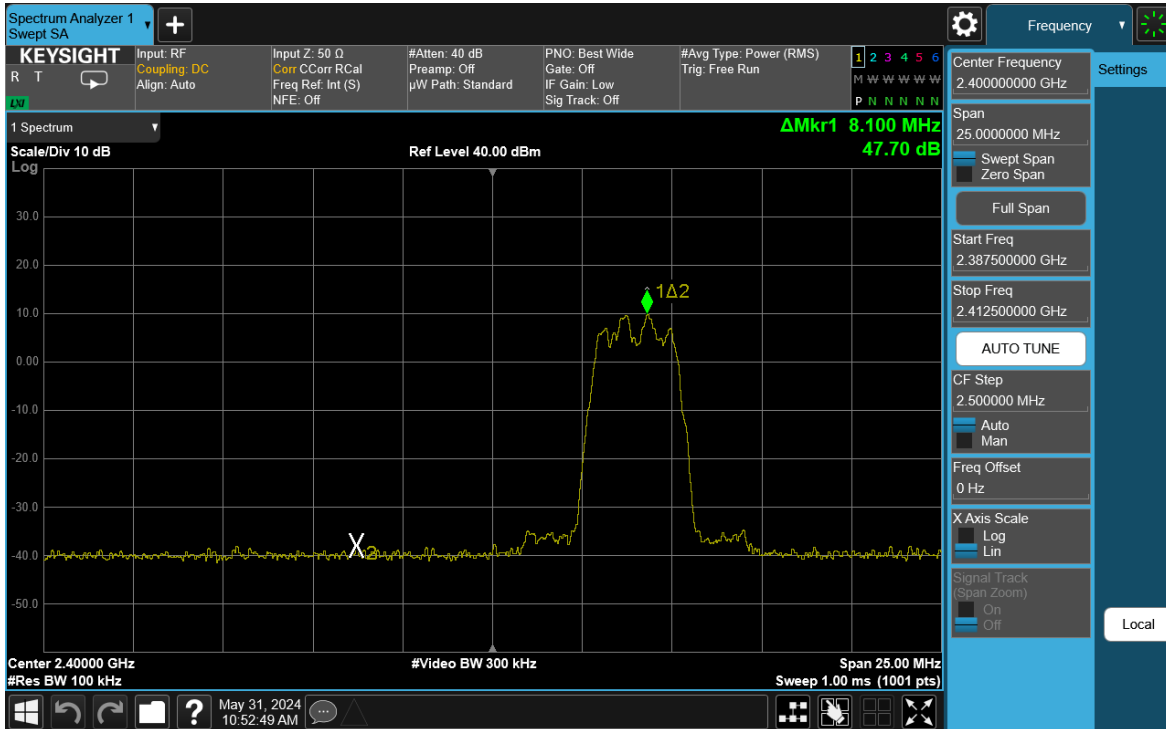 Spectrum Analyzer 1
Swept SA
+
Frequency
KEYSIGHT
R T
LXI
Input: RF
Coupling: DC
Align: Auto
Input Z: 50 Ω
Corr CCorr RCal
Freq Ref: Int (S)
NFE: Off
#Atten: 40 dB
Preamp: Off
µW Path: Standard
PNO: Best Wide
Gate: Off
IF Gain: Low
Sig Track: Off
#Avg Type: Power (RMS)
Trig: Free Run
1 2 3 4 5 6
M W W W W W
P N N N N N
1 Spectrum
ΔMkr1 8.100 MHz
47.70 dB
Scale/Div 10 dB
Ref Level 40.00 dBm
Log
30.0
20.0
10.0
0.00
-10.0
-20.0
-30.0
-40.0
-50.0
1Δ2
X2
Center 2.40000 GHz
#Video BW 300 kHz
Span 25.00 MHz
#Res BW 100 kHz
Sweep 1.00 ms (1001 pts)
?
May 31, 2024
10:52:49 AM
Center Frequency
2.400000000 GHz
Settings
Span
25.0000000 MHz
Swept Span
Zero Span
Full Span
Start Freq
2.387500000 GHz
Stop Freq
2.412500000 GHz
AUTO TUNE
CF Step
2.500000 MHz
Auto
Man
Freq Offset
0 Hz
X Axis Scale
Log
Lin
Signal Track
(Span Zoom)
On
Off
Local